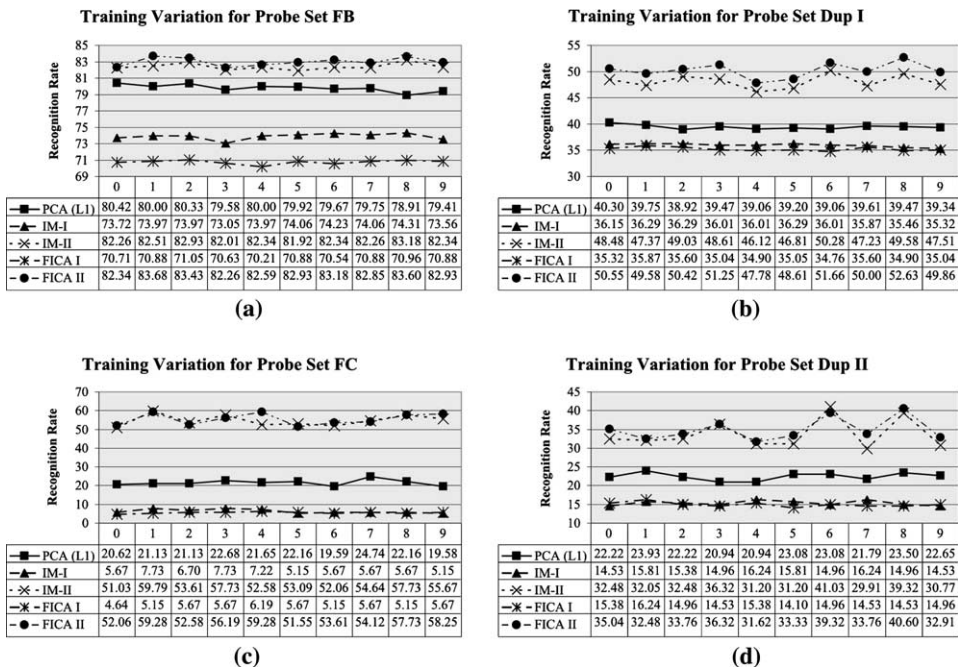 Training Variation for Probe Set FB
Recognition Rate
85
83
81
79
77
75
73
71
69
0 1 2 3 4 5 6 7 8 9
PCA (L1) 80.42 80.00 80.33 79.58 80.00 79.92 79.67 79.75 78.91 79.41
IM-I 73.72 73.97 73.97 73.05 73.97 74.06 74.23 74.06 74.31 73.56
IM-II 82.26 82.51 82.93 82.01 82.34 81.92 82.34 82.26 83.18 82.34
FICA I 70.71 70.88 71.05 70.63 70.21 70.88 70.54 70.88 70.96 70.88
FICA II 82.34 83.68 83.43 82.26 82.59 82.93 83.18 82.85 83.60 82.93
(a)
Training Variation for Probe Set Dup I
Recognition Rate
55
50
45
40
35
30
0 1 2 3 4 5 6 7 8 9
PCA (L1) 40.30 39.75 38.92 39.47 39.06 39.20 39.06 39.61 39.47 39.34
IM-I 36.15 36.29 36.29 36.01 36.01 36.29 36.01 35.87 35.46 35.32
IM-II 48.48 47.37 49.03 48.61 46.12 46.81 50.28 47.23 49.58 47.51
FICA I 35.32 35.87 35.60 35.04 34.90 35.05 34.76 35.60 34.90 35.04
FICA II 50.55 49.58 50.42 51.25 47.78 48.61 51.66 50.00 52.63 49.86
(b)
Training Variation for Probe Set FC
Recognition Rate
70
60
50
40
30
20
10
0
0 1 2 3 4 5 6 7 8 9
PCA (L1) 20.62 21.13 21.13 22.68 21.65 22.16 19.59 24.74 22.16 19.58
IM-I 5.67 7.73 6.70 7.73 7.22 5.15 5.67 5.67 5.67 5.15
IM-II 51.03 59.79 53.61 57.73 52.58 53.09 52.06 54.64 57.73 55.67
FICA I 4.64 5.15 5.67 5.67 6.19 5.67 5.15 5.67 5.15 5.67
FICA II 52.06 59.28 52.58 56.19 59.28 51.55 53.61 54.12 57.73 58.25
(c)
Training Variation for Probe Set Dup II
Recognition Rate
45
40
35
30
25
20
15
10
0 1 2 3 4 5 6 7 8 9
PCA (L1) 22.22 23.93 22.22 20.94 20.94 23.08 23.08 21.79 23.50 22.65
IM-I 14.53 15.81 15.38 14.96 16.24 15.81 14.96 16.24 14.96 14.53
IM-II 32.48 32.05 32.48 36.32 31.20 31.20 41.03 29.91 39.32 30.77
FICA I 15.38 16.24 14.96 14.53 15.38 14.10 14.96 14.53 14.53 14.96
FICA II 35.04 32.48 33.76 36.32 31.62 33.33 39.32 33.76 40.60 32.91
(d)